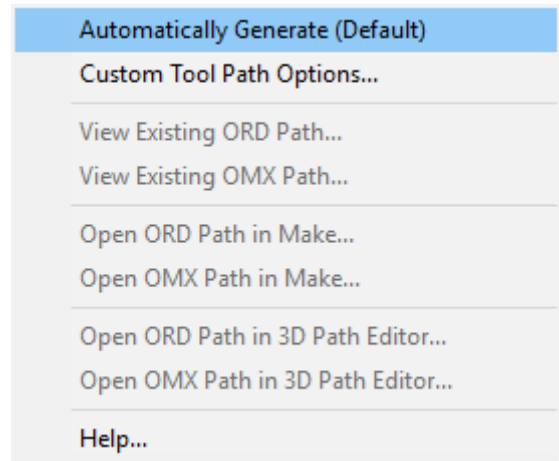 Automatically Generate (Default)
Custom Tool Path Options...
View Existing ORD Path...
View Existing OMX Path...
Open ORD Path in Make...
Open OMX Path in Make...
Open ORD Path in 3D Path Editor...
Open OMX Path in 3D Path Editor...
Help...